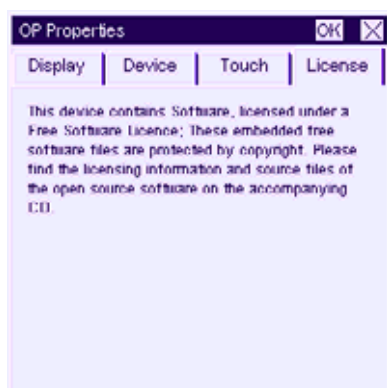 OP Properties OK
Display Device Touch License
This device contains Software, licensed under a
Free Software Licence; These embedded free
software files are protected by copyright. Please
find the licensing information and source files of
the open source software on the accompanying
CD.